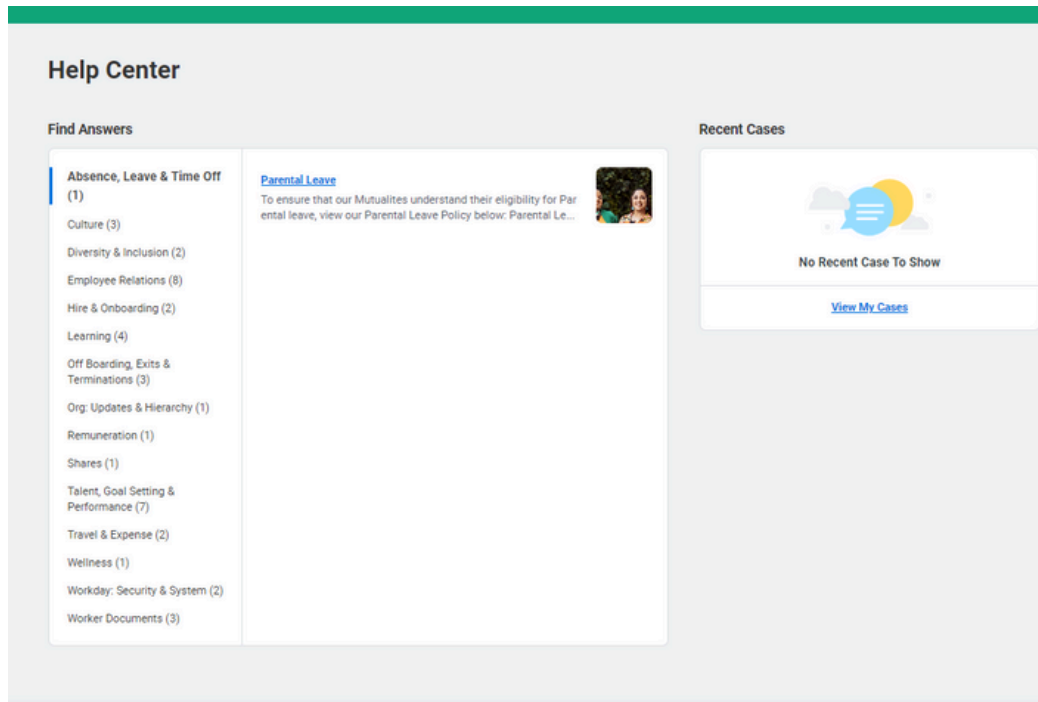 Help Center
Find Answers
Absence, Leave & Time Off
(1)
Culture (3)
Diversity & Inclusion (2)
Employee Relations (8)
Hire & Onboarding (2)
Learning (4)
Off Boarding, Exits &
Terminations (3)
Org: Updates & Hierarchy (1)
Remuneration (1)
Shares (1)
Talent, Goal Setting &
Performance (7)
Travel & Expense (2)
Wellness (1)
Workday: Security & System (2)
Worker Documents (3)
Parental Leave
To ensure that our Mutualites understand their eligibility for Par
ental leave, view our Parental Leave Policy below: Parental Le...
Recent Cases
No Recent Case To Show
View My Cases